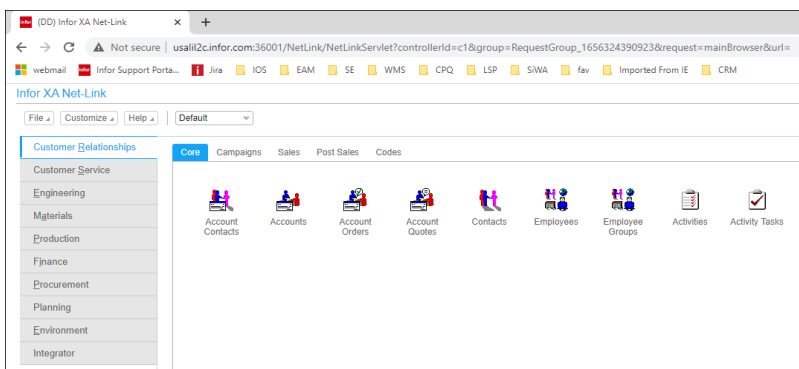 infor (DD) Infor XA Net-Link × +
Not secure | usalil2c.infor.com:36001/NetLink/NetLinkServlet?controllerId=c1&group=RequestGroup_1656324390923&request=mainBrowser&url=
webmail infor Infor Support Porta... Jira IOS EAM SE WMS CPQ LSP SiWA fav Imported From IE CRM
Infor XA Net-Link
File Customize Help Default
Customer Relationships
Customer Service
Engineering
Materials
Production
Finance
Procurement
Planning
Environment
Integrator
Core Campaigns Sales Post Sales Codes
Account Contacts
Accounts
Account Orders
Account Quotes
Contacts
Employees
Employee Groups
Activities
Activity Tasks